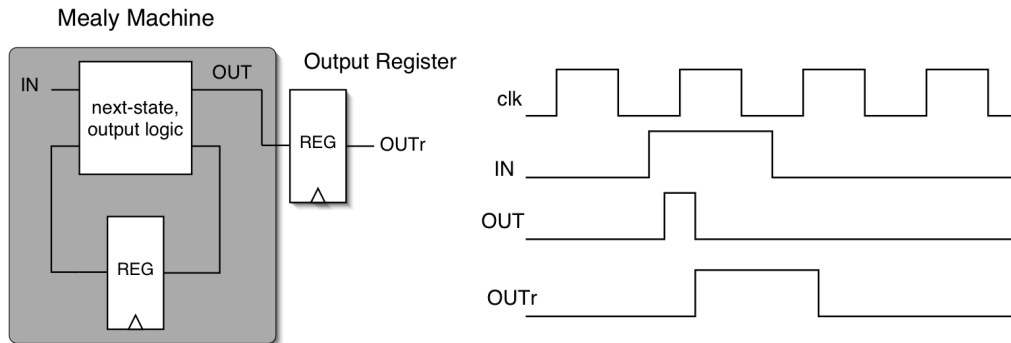 Mealy Machine
IN
OUT
next-state,
output logic
REG
Output Register
REG
OUTr
clk
IN
OUT
OUTr